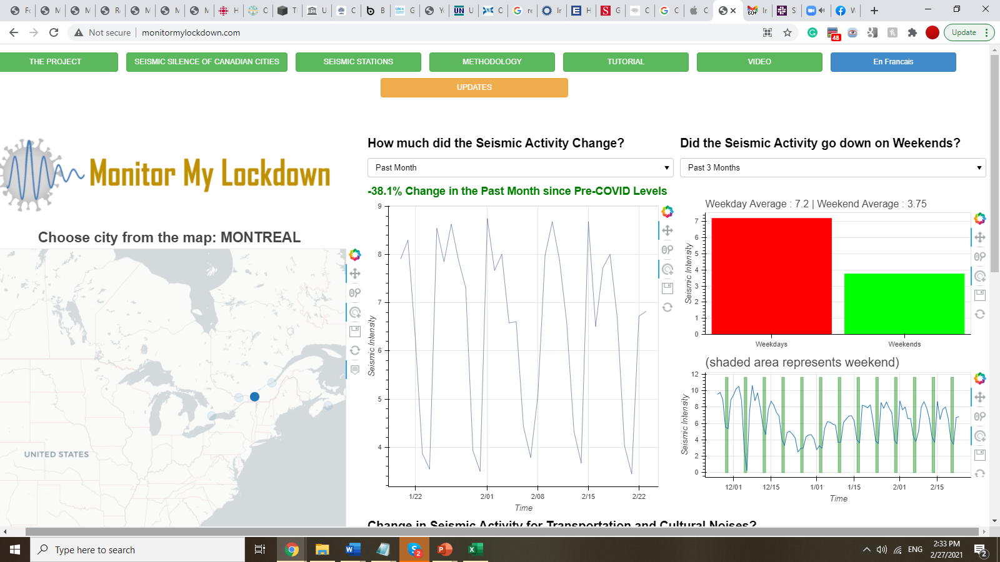 Not secure monitormylockdown.com Update
48
THE PROJECT
SEISMIC SILENCE OF CANADIAN CITIES
SEISMIC STATIONS
METHODOLOGY
TUTORIAL
VIDEO
En Francais
UPDATES
Monitor My Lockdown
Choose city from the map: MONTREAL
UNITED STATES
How much did the Seismic Activity Change?
Past Month
-38.1% Change in the Past Month since Pre-COVID Levels
9
8
7
6
5
4
Seismic Intensity
1/22 2/01 2/08 2/15 2/22
Time
Did the Seismic Activity go down on Weekends?
Past 3 Months
Weekday Average : 7.2 | Weekend Average : 3.75
7
6
5
4
3
2
1
0
Seismic Intensity
Weekdays Weekends
(shaded area represents weekend)
12
10
8
6
4
2
0
Seismic Intensity
12/01 12/15 1/01 1/15 2/01 2/15
Time
Change in Seismic Activity for Transportation and Cultural Noises?
Type here to search
ENG
2:33 PM
2/27/2021
2